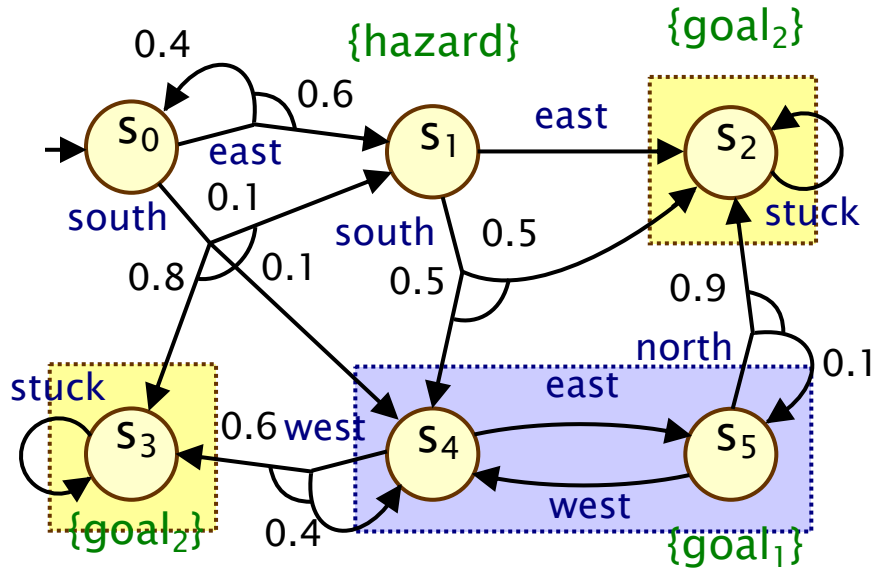 {goal₂}
{hazard}
0.4
0.6
s₀
east
s₁
east
s₂
stuck
south
0.1
south
0.5
0.8
0.1
0.5
0.9
north
0.1
stuck
east
s₃
0.6
west
s₄
s₅
west
0.4
{goal₂}
{goal₁}